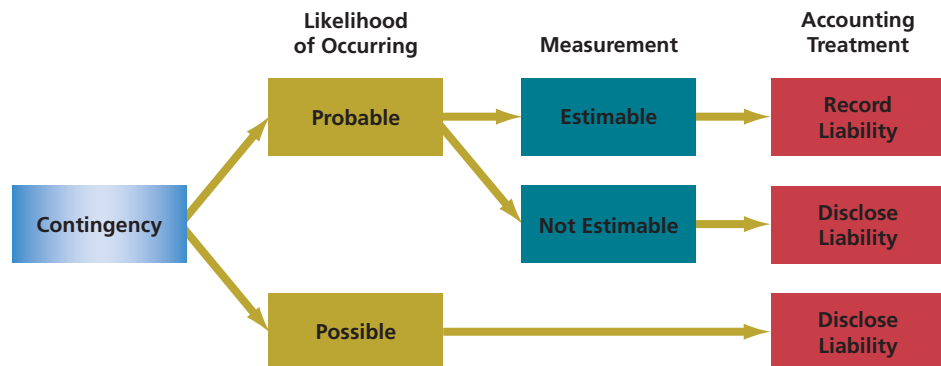 Likelihood
of Occurring
Measurement
Accounting
Treatment
Probable
Estimable
Record
Liability
Contingency
Not Estimable
Disclose
Liability
Possible
Disclose
Liability